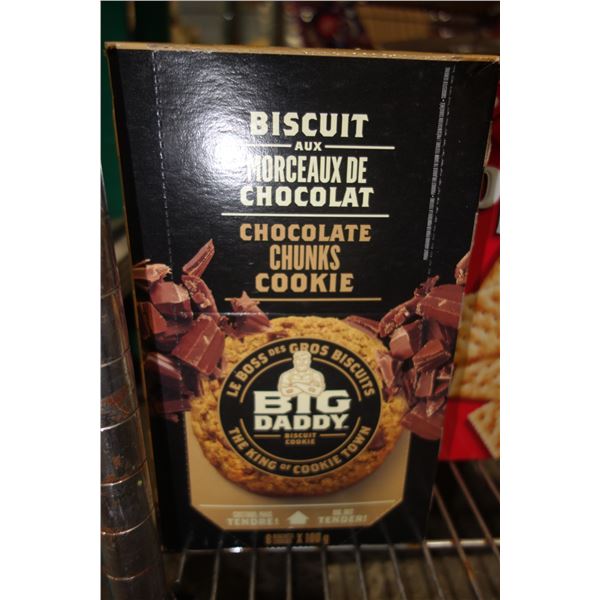 BISCUIT
AUX
MORCEAUX DE
CHOCOLAT
CHOCOLATE
CHUNKS
COOKIE
LE BOSS DES GROS BISCUITS
BIG
DADDY
BISCUIT
COOKIE
THE KING OF COOKIE TOWN
TENDRE!
TENDER!
X 100 g